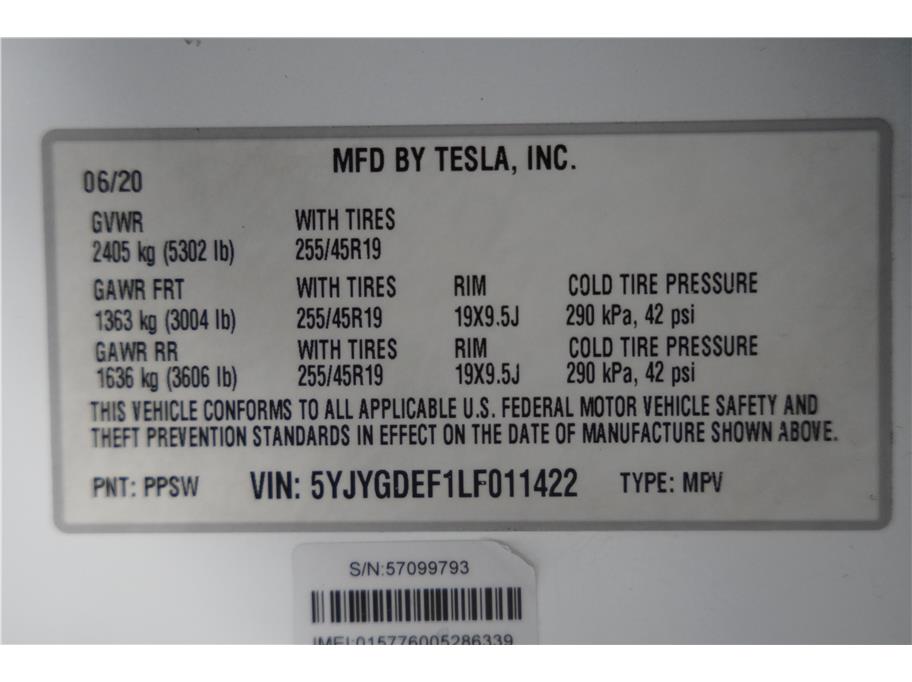 MFD BY TESLA, INC.
06/20
GVWR WITH TIRES
2405 kg (5302 lb) 255/45R19
GAWR FRT WITH TIRES RIM COLD TIRE PRESSURE
1363 kg (3004 lb) 255/45R19 19X9.5J 290 kPa, 42 psi
GAWR RR WITH TIRES RIM COLD TIRE PRESSURE
1636 kg (3606 lb) 255/45R19 19X9.5J 290 kPa, 42 psi
THIS VEHICLE CONFORMS TO ALL APPLICABLE U.S. FEDERAL MOTOR VEHICLE SAFETY AND
THEFT PREVENTION STANDARDS IN EFFECT ON THE DATE OF MANUFACTURE SHOWN ABOVE.
PNT: PPSW VIN: 5YJYGDEF1LF011422 TYPE: MPV
S/N:57099793
IMEI:015776005286339